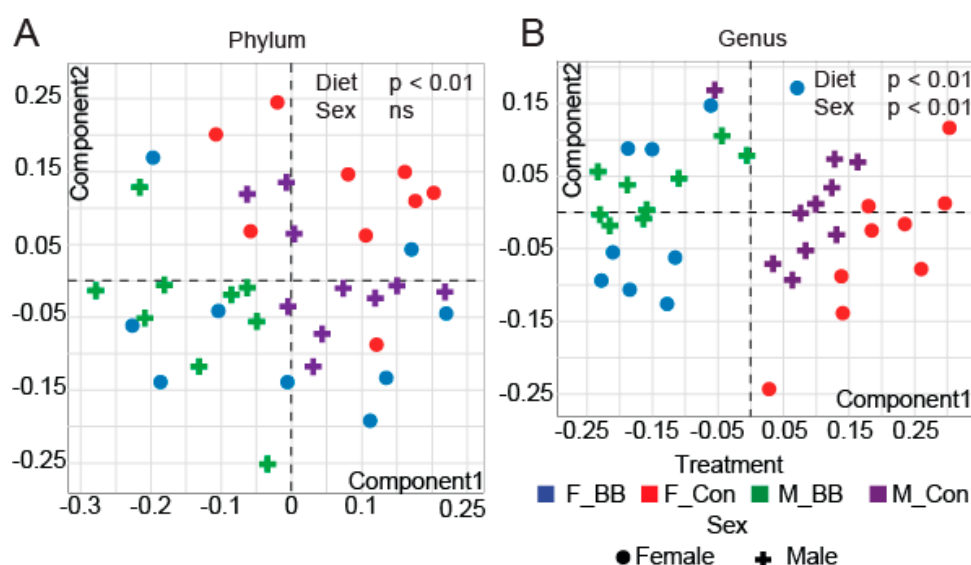 A
Phylum
Component2
Diet p < 0.01
Sex ns
0.25
0.15
0.05
-0.05
-0.15
-0.25
Component1
-0.3 -0.2 -0.1 0 0.1 0.2 0.25
B
Genus
Component2
Diet p < 0.01
Sex p < 0.01
0.15
0.05
-0.05
-0.15
-0.25
Component1
-0.25 -0.15 -0.05 0.05 0.15 0.25
Treatment
F_BB F_Con M_BB M_Con
Sex
Female Male